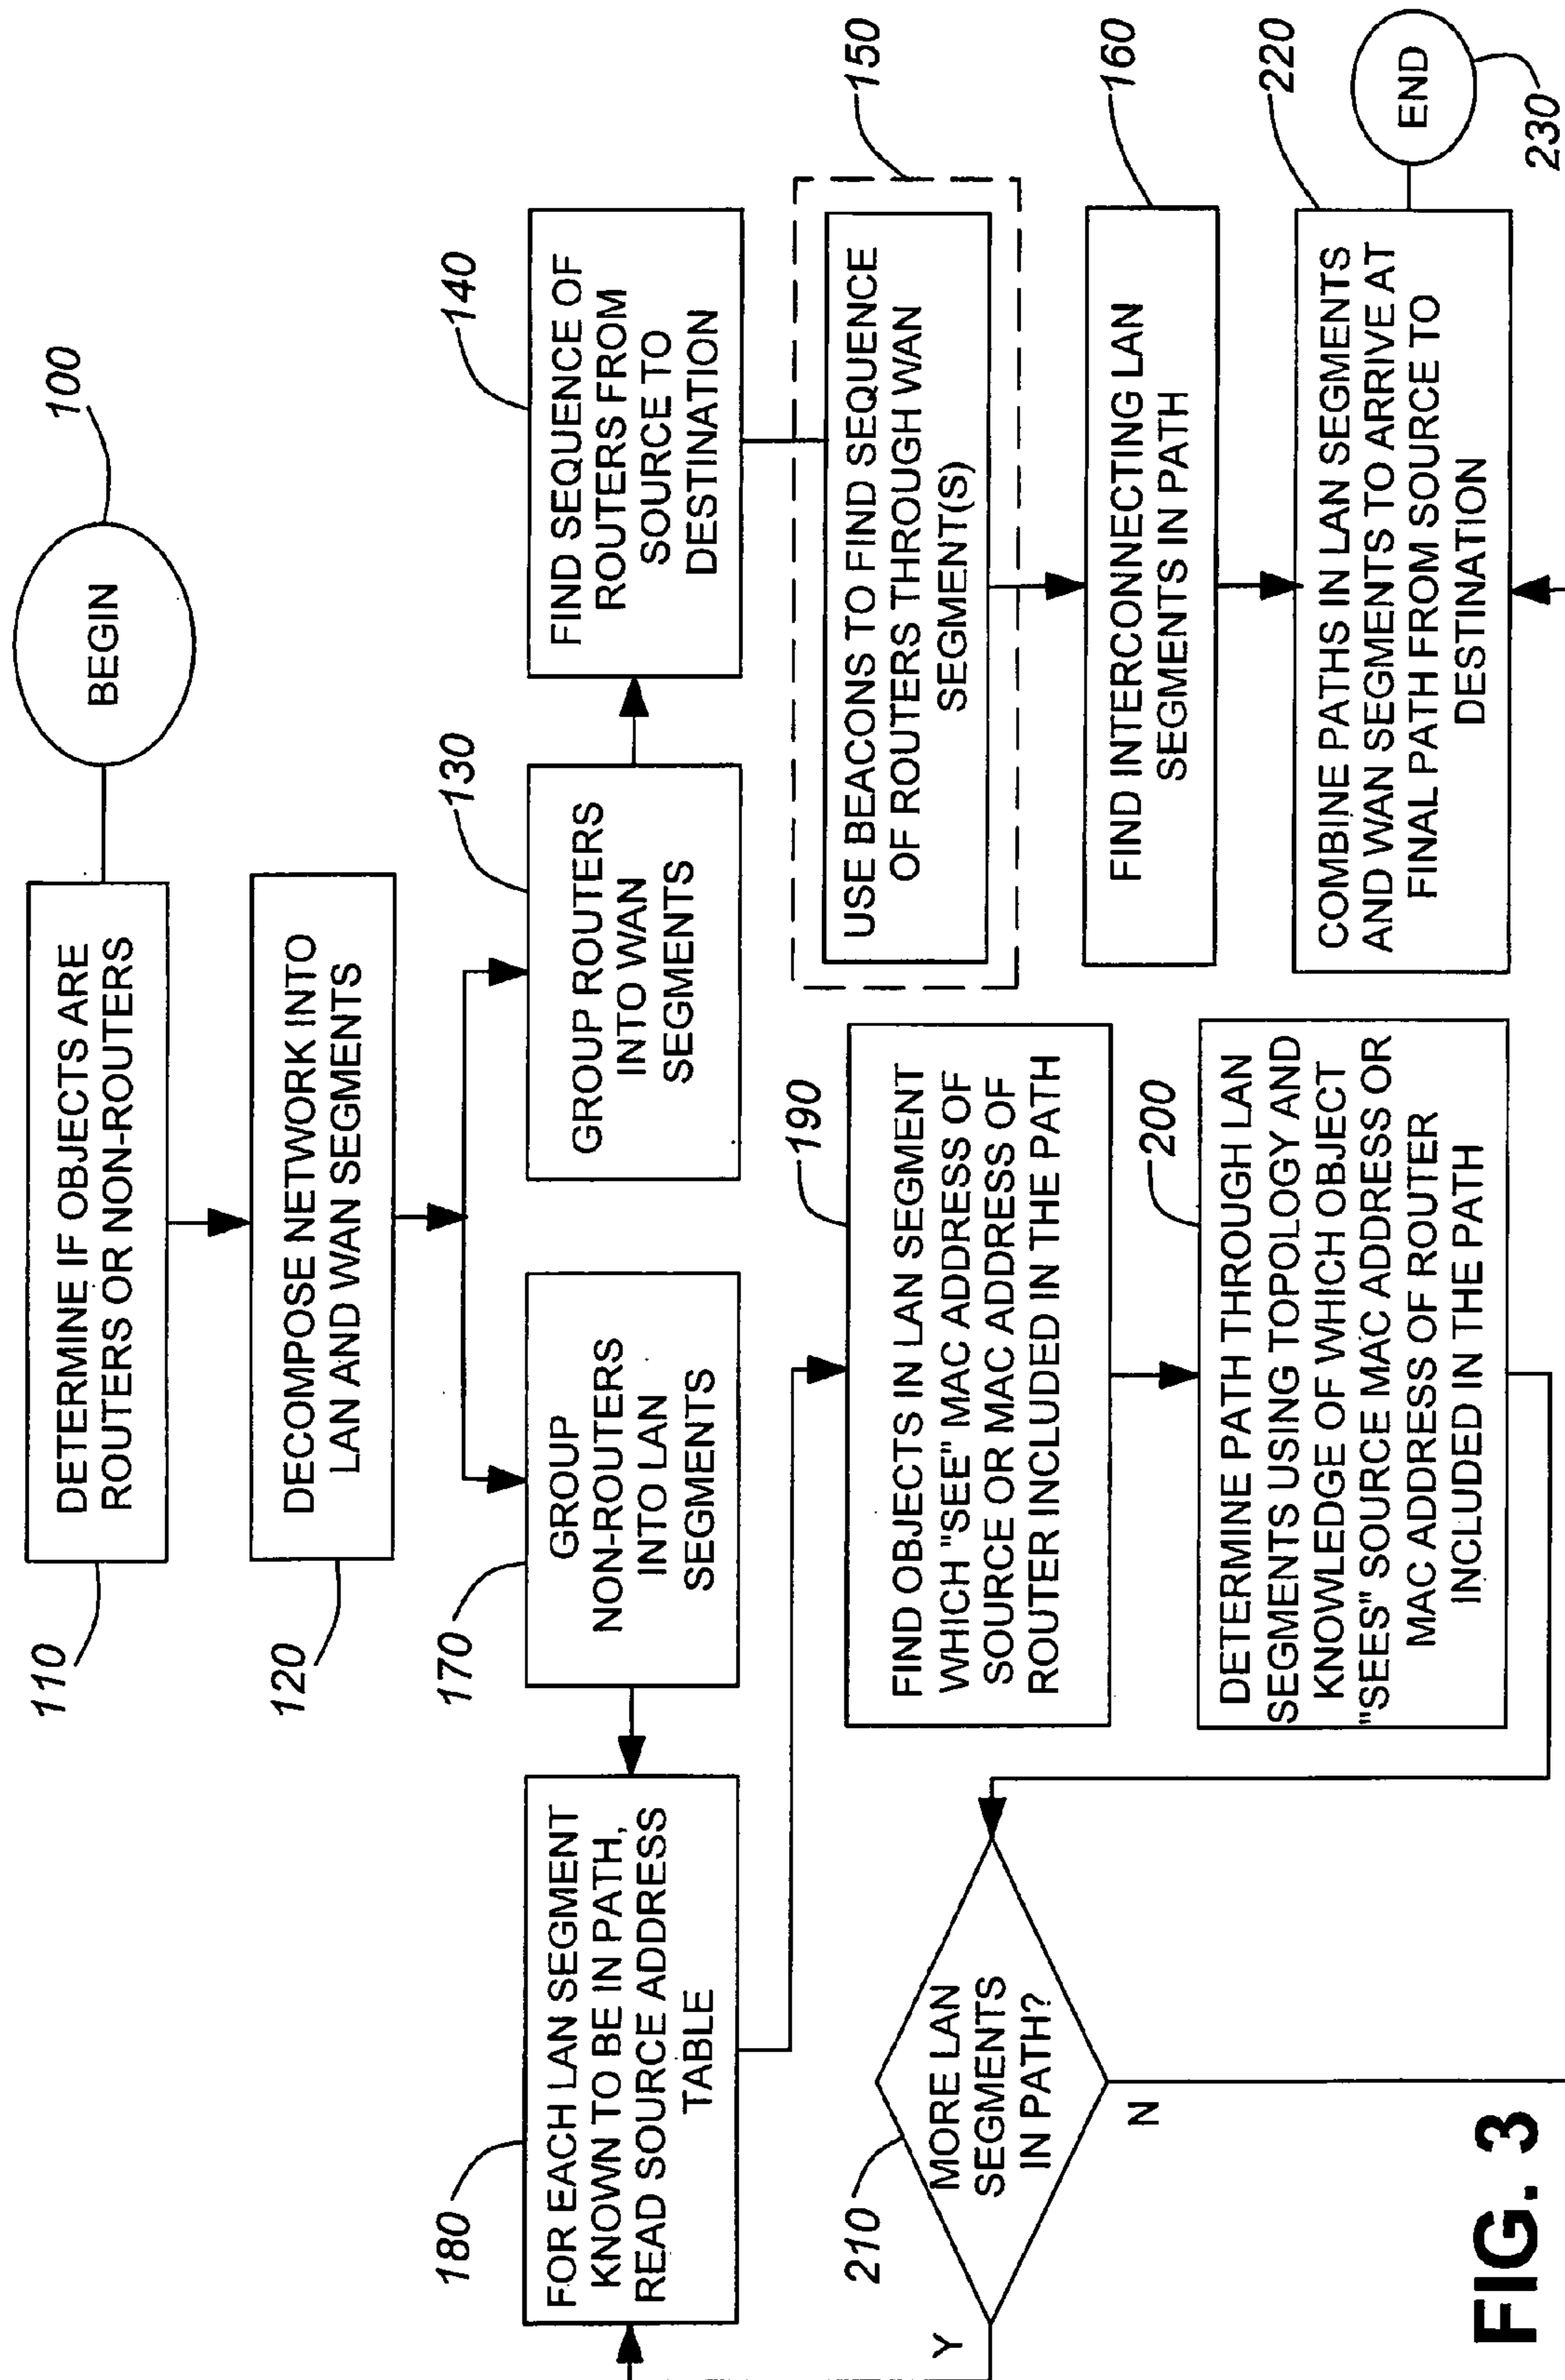 100
BEGIN
110
DETERMINE IF OBJECTS ARE
ROUTERS OR NON-ROUTERS
120
DECOMPOSE NETWORK INTO
LAN AND WAN SEGMENTS
130
GROUP ROUTERS
INTO WAN
SEGMENTS
140
FIND SEQUENCE OF
ROUTERS FROM
SOURCE TO
DESTINATION
150
USE BEACONS TO FIND SEQUENCE
OF ROUTERS THROUGH WAN
SEGMENT(S)
160
FIND INTERCONNECTING LAN
SEGMENTS IN PATH
170
GROUP
NON-ROUTERS
INTO LAN
SEGMENTS
180
FOR EACH LAN SEGMENT
KNOWN TO BE IN PATH,
READ SOURCE ADDRESS
TABLE
190
FIND OBJECTS IN LAN SEGMENT
WHICH "SEE" MAC ADDRESS OF
SOURCE OR MAC ADDRESS OF
ROUTER INCLUDED IN THE PATH
200
DETERMINE PATH THROUGH LAN
SEGMENTS USING TOPOLOGY AND
KNOWLEDGE OF WHICH OBJECT
"SEES" SOURCE MAC ADDRESS OR
MAC ADDRESS OF ROUTER
INCLUDED IN THE PATH
210
MORE LAN
SEGMENTS
IN PATH?
Y
N
220
COMBINE PATHS IN LAN SEGMENTS
AND WAN SEGMENTS TO ARRIVE AT
FINAL PATH FROM SOURCE TO
DESTINATION
END
230
FIG. 3